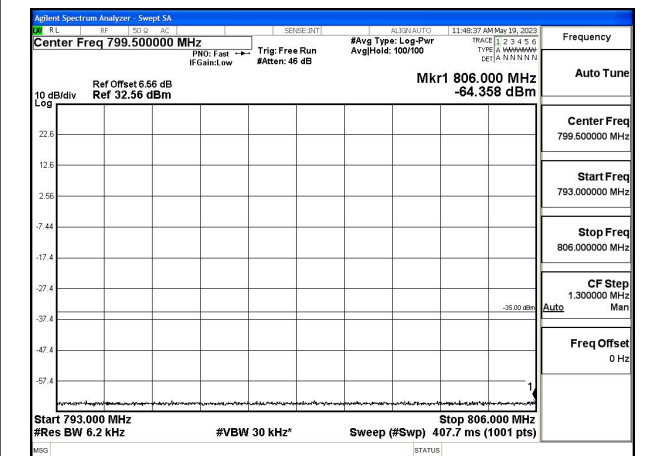 Agilent Spectrum Analyzer - Swept SA
RL RF 50 Ω AC SENSE:INT ALIGN AUTO 11:48:37 AM May 19, 2023
Center Freq 799.500000 MHz
PNO: Fast
IFGain:Low
Trig: Free Run
#Atten: 46 dB
#Avg Type: Log-Pwr
Avg|Hold: 100/100
TRACE 1 2 3 4 5 6
TYPE A WWWWW
DET A N N N N N
Mkr1 806.000 MHz
-64.358 dBm
Ref Offset 6.56 dB
Ref 32.56 dBm
10 dB/div
Log
22.6
12.6
2.56
-7.44
-17.4
-27.4
-35.00 dBm
-37.4
-47.4
-57.4
1
Start 793.000 MHz
Stop 806.000 MHz
#Res BW 6.2 kHz
#VBW 30 kHz*
Sweep (#Swp) 407.7 ms (1001 pts)
MSG
STATUS
Frequency
Auto Tune
Center Freq
799.500000 MHz
Start Freq
793.000000 MHz
Stop Freq
806.000000 MHz
CF Step
1.300000 MHz
Auto Man
Freq Offset
0 Hz